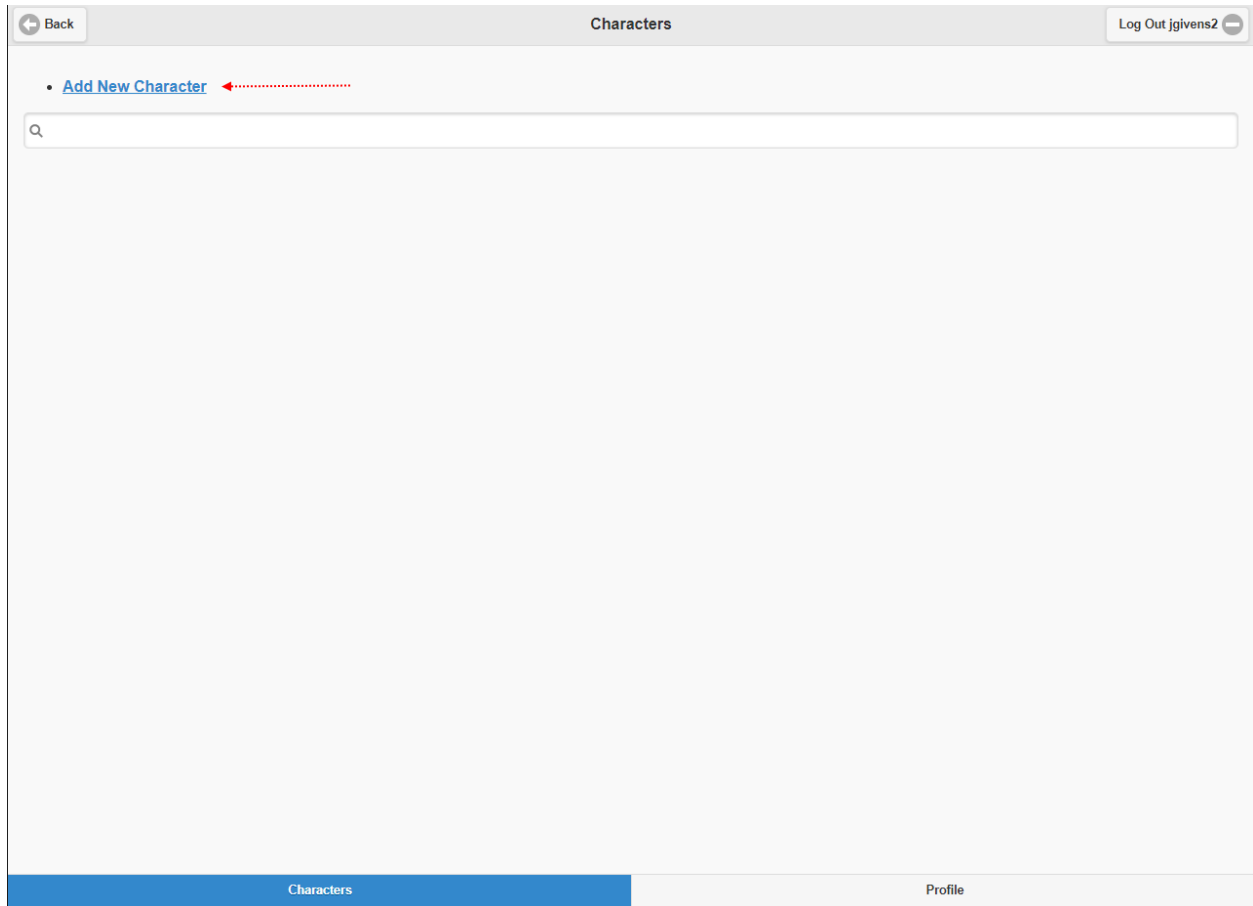 Back
Characters
Log Out jgivens2
Add New Character
Characters
Profile